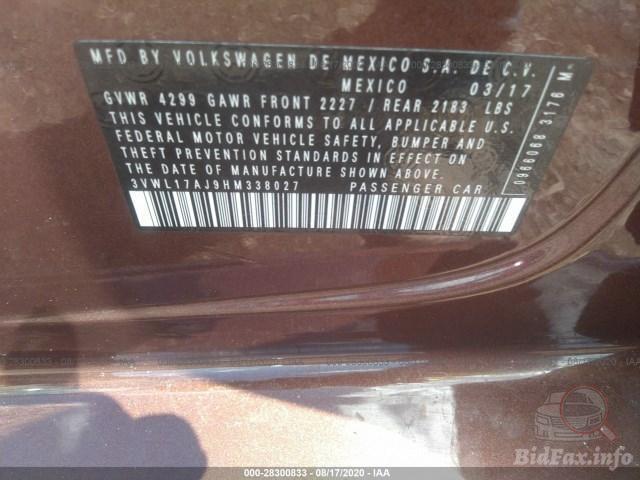 MFD BY VOLKSWAGEN DE MEXICO S.A. DE C.V.
MEXICO 03/17
GVWR 4299 GAWR FRONT 2227 / REAR 2183 LBS
THIS VEHICLE CONFORMS TO ALL APPLICABLE U.S.
FEDERAL MOTOR VEHICLE SAFETY, BUMPER AND
THEFT PREVENTION STANDARDS IN EFFECT ON
THE DATE OF MANUFACTURE SHOWN ABOVE.
3VWL17AJ9HM338027 PASSENGER CAR
0966068 3176 M
000-28300833 - 08/17/2020 - IAA
BidFax.info